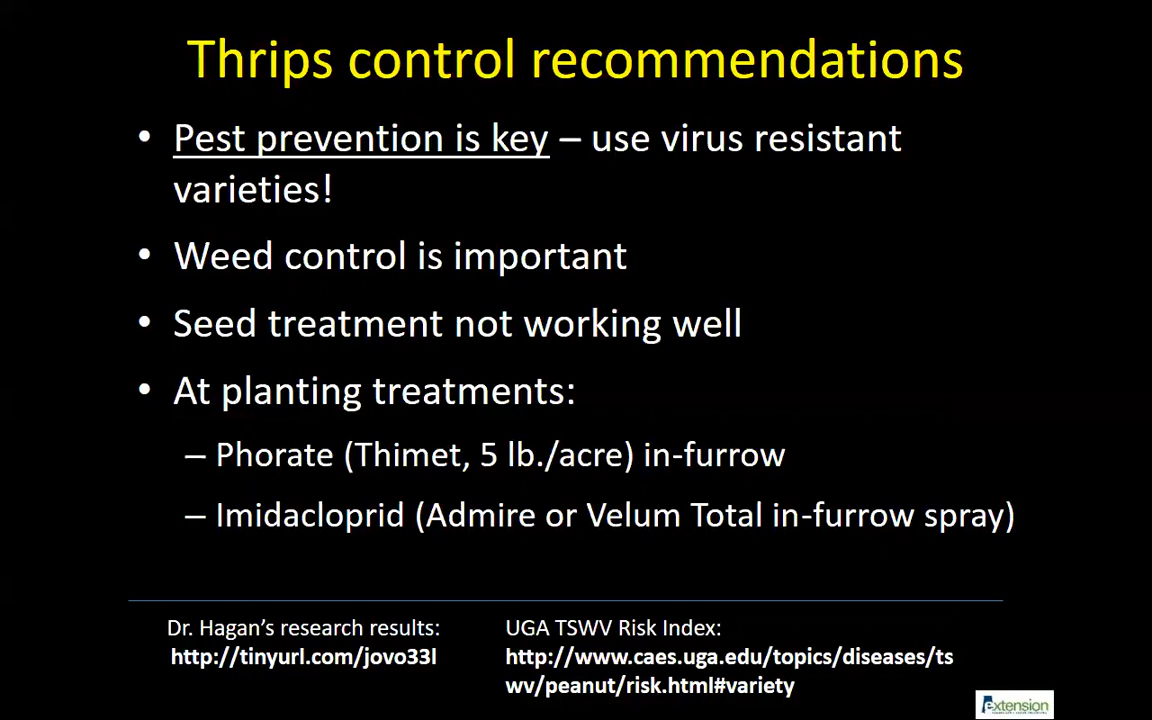 Thrips control recommendations
• Pest prevention is key – use virus resistant
varieties!
• Weed control is important
• Seed treatment not working well
• At planting treatments:
– Phorate (Thimet, 5 lb./acre) in-furrow
– Imidacloprid (Admire or Velum Total in-furrow spray)
Dr. Hagan’s research results:
http://tinyurl.com/jovo33l
UGA TSWV Risk Index:
http://www.caes.uga.edu/topics/diseases/ts
wv/peanut/risk.html#variety
extension